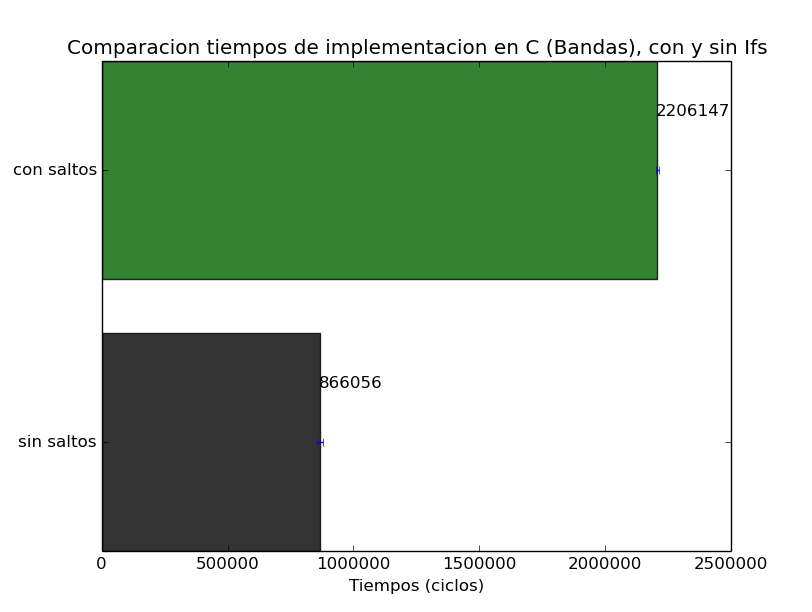 Comparacion tiempos de implementacion en C (Bandas), con y sin Ifs
2206147
con saltos
866056
sin saltos
0 500000 1000000 1500000 2000000 2500000
Tiempos (ciclos)